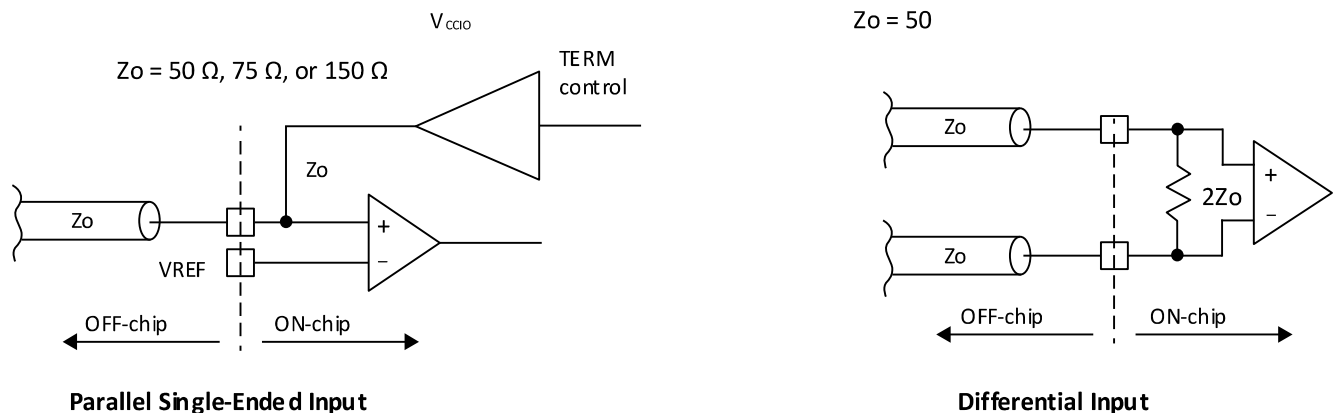 V CCIO
Zo = 50 Ω, 75 Ω, or 150 Ω
TERM
control
Zo
Zo
+
−
VREF
OFF-chip
ON-chip
Parallel Single-Ended Input
Zo = 50
Zo
Zo
2Zo
+
−
OFF-chip
ON-chip
Differential Input